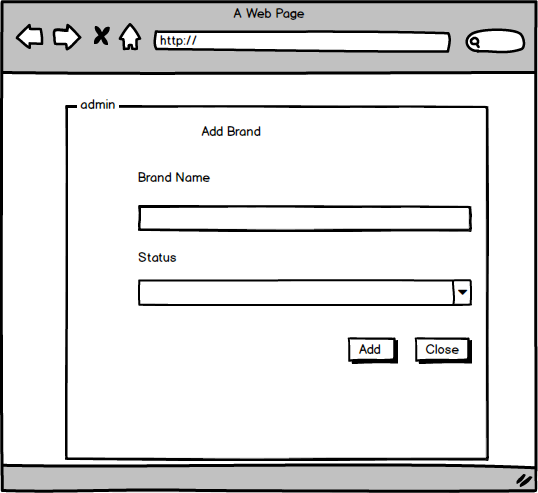 A Web Page
http://
admin
Add Brand
Brand Name
Status
Add Close